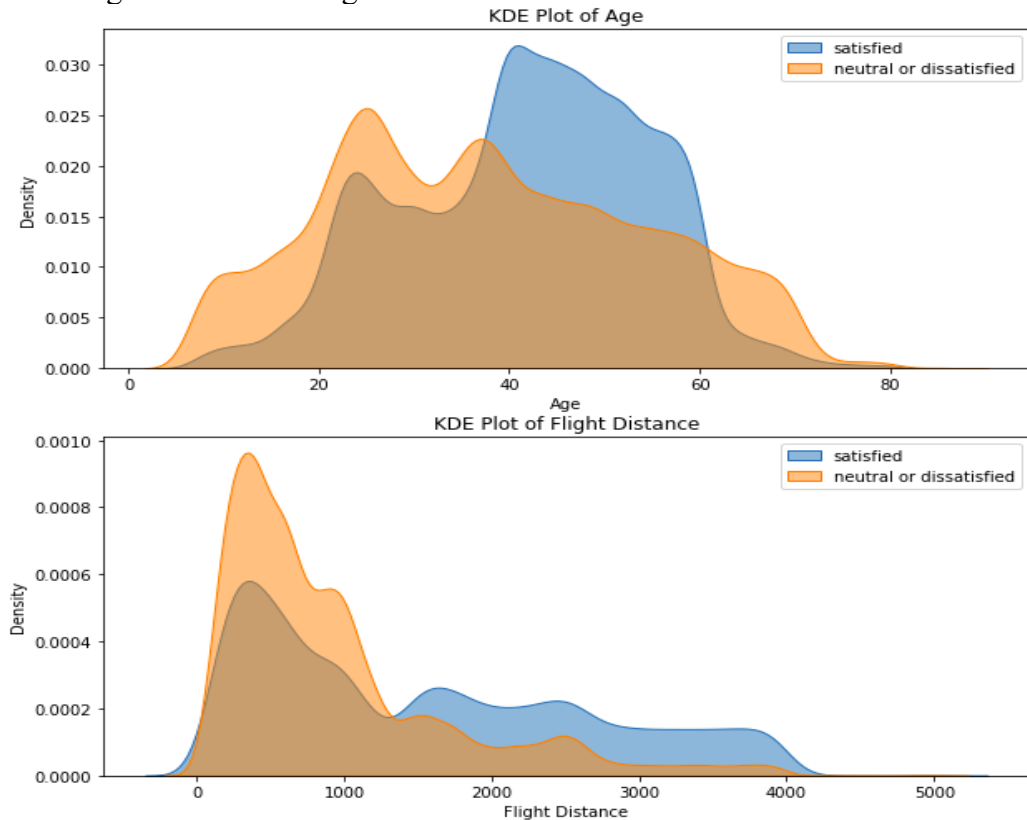 KDE Plot of Age
satisfied
neutral or dissatisfied
0.030
0.025
0.020
0.015
0.010
0.005
0.000
Density
0 20 40 60 80
Age
KDE Plot of Flight Distance
satisfied
neutral or dissatisfied
0.0010
0.0008
0.0006
0.0004
0.0002
0.0000
Density
0 1000 2000 3000 4000 5000
Flight Distance